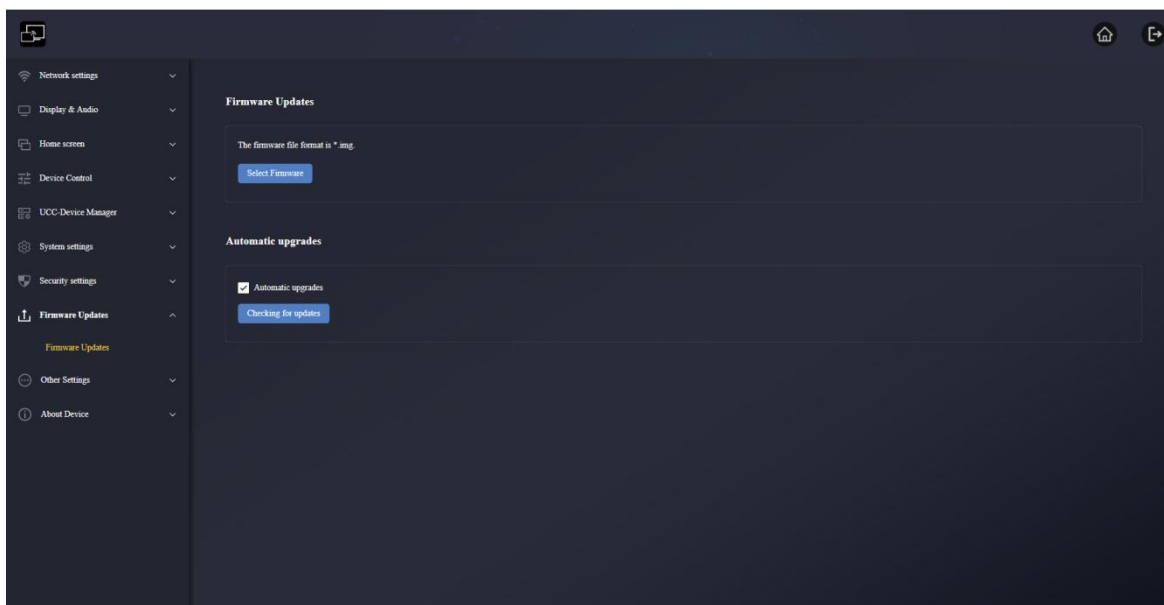 Network settings
Display & Audio
Home screen
Device Control
UCC-Device Manager
System settings
Security settings
Firmware Updates
Firmware Updates
Other Settings
About Device
Firmware Updates
The firmware file format is *.img.
Select Firmware
Automatic upgrades
Automatic upgrades
Checking for updates